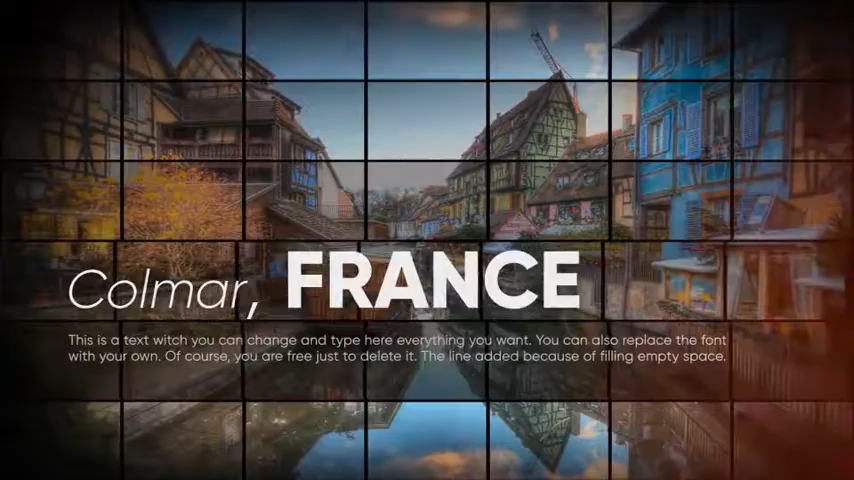 Colmar, FRANCE
This is a text witch you can change and type here everything you want. You can also replace the font
with your own. Of course, you are free just to delete it. The line added because of filling empty space.